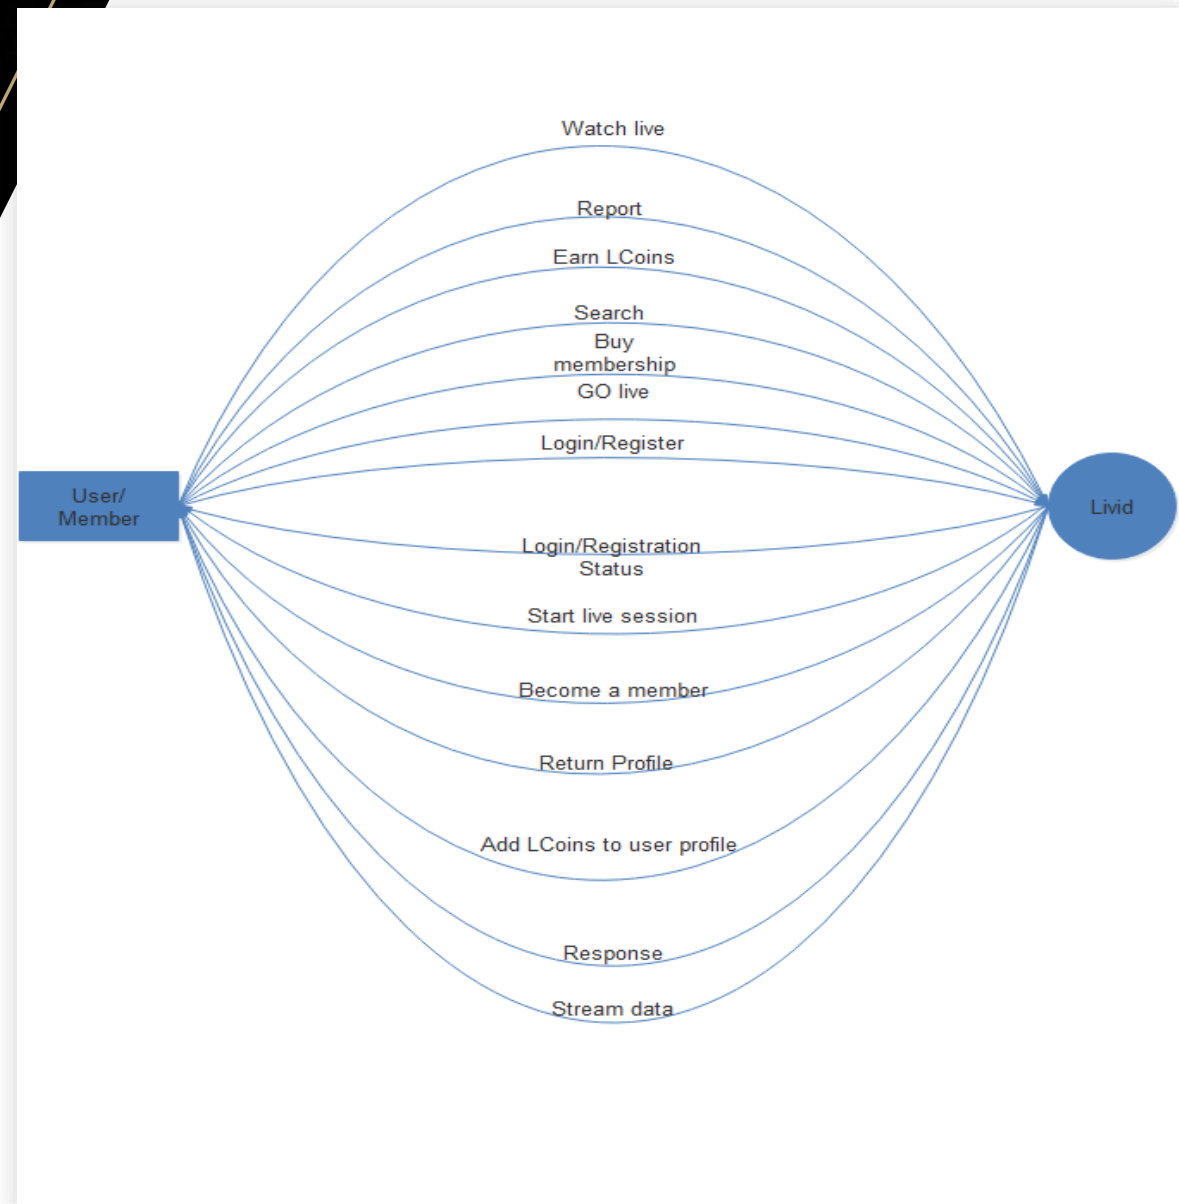 Watch live
Report
Earn LCoins
Search
Buy
membership
GO live
Login/Register
User/
Member
Livid
Login/Registration
Status
Start live session
Become a member
Return Profile
Add LCoins to user profile
Response
Stream data